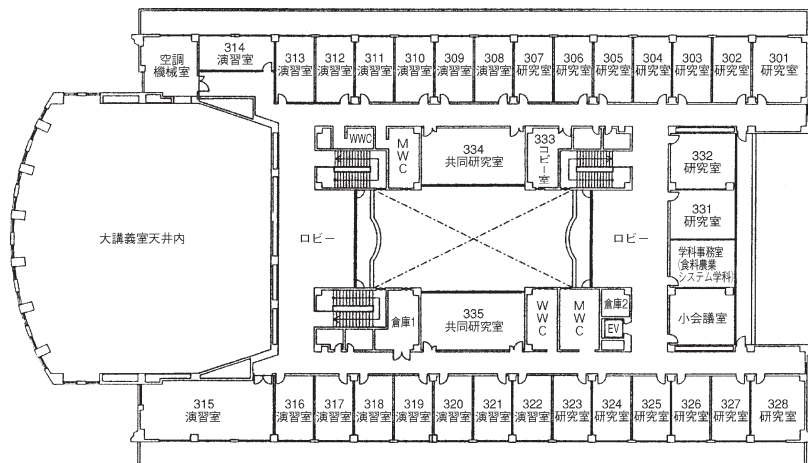 空調
機械室
314
演習室
313
演習室
312
演習室
311
演習室
310
演習室
309
演習室
308
演習室
307
研究室
306
研究室
305
研究室
304
研究室
303
研究室
302
研究室
301
研究室
WWC
MWC
334
共同研究室
333
コピー室
332
研究室
331
研究室
大講義室天井内
ロビー
ロビー
学科事務室
(食料農業
システム学科)
小会議室
倉庫1
335
共同研究室
WWC
MWC
倉庫2
EV
315
演習室
316
演習室
317
演習室
318
演習室
319
演習室
320
演習室
321
演習室
322
演習室
323
研究室
324
研究室
325
研究室
326
研究室
327
研究室
328
研究室